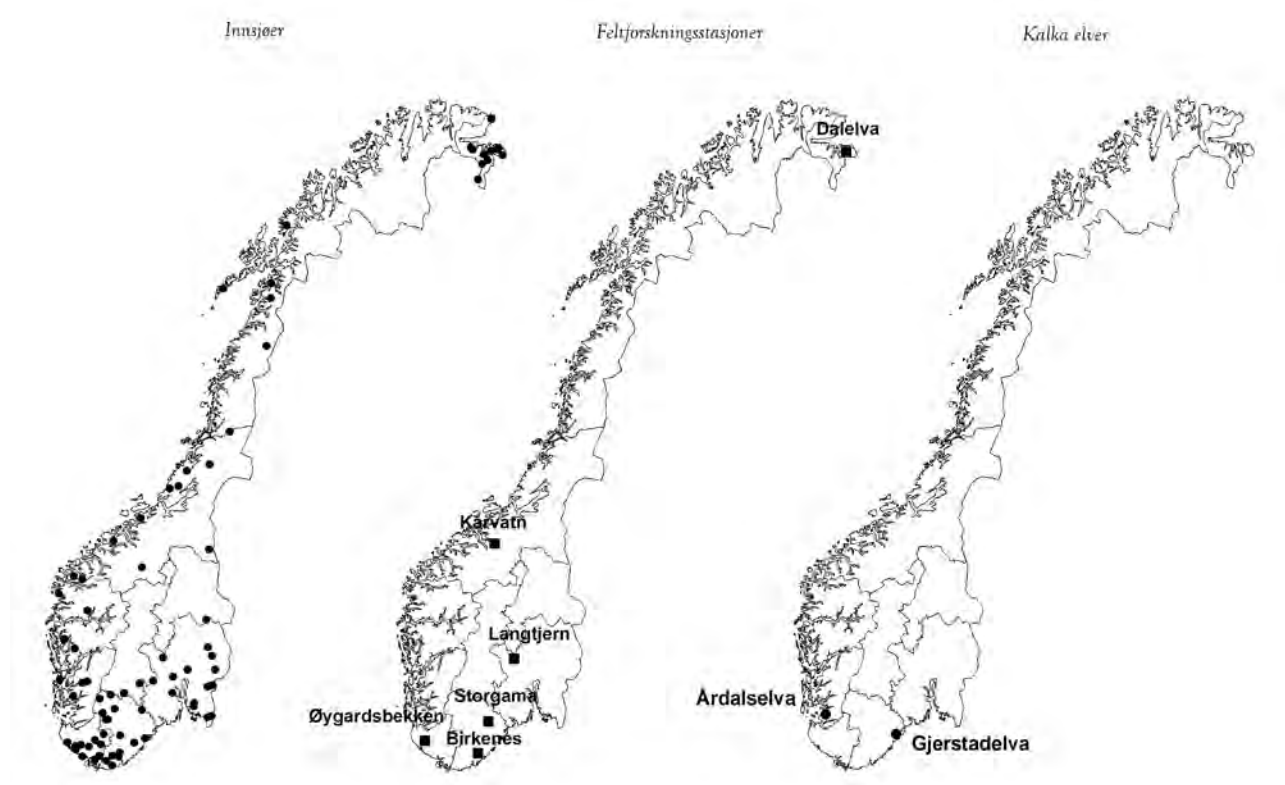 Innsjøer
Feltforskningsstasjoner
Kalka elver
Dalelva
Kårvatn
Langtjern
Storgama
Øygardsbekken
Birkenes
Årdalselva
Gjerstadelva